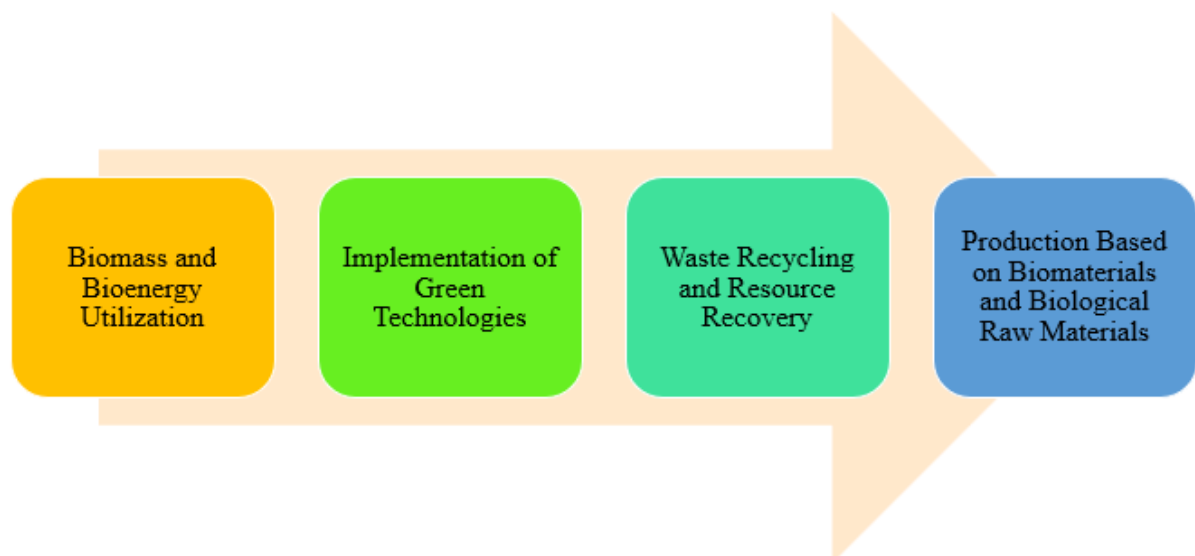 Biomass and
Bioenergy
Utilization
Implementation of
Green
Technologies
Waste Recycling
and Resource
Recovery
Production Based
on Biomaterials
and Biological
Raw Materials